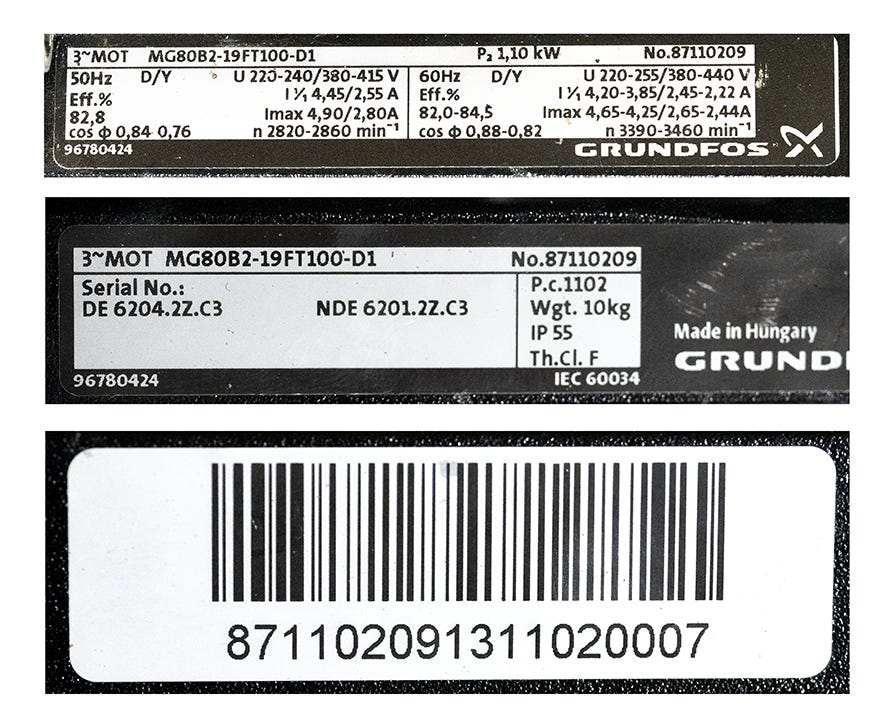 3~MOT MG80B2-19FT100-D1 P₂ 1,10 kW No.87110209
50Hz D/Y U 220-240/380-415 V 60Hz D/Y U 220-255/380-440 V
Eff.% I 1/1 4,45/2,55 A Eff.% I 1/1 4,20-3,85/2,45-2,22 A
82,8 Imax 4,90/2,80A 82,0-84,5 Imax 4,65-4,25/2,65-2,44A
cos ϕ 0,84-0,76 n 2820-2860 min⁻¹ cos ϕ 0,88-0,82 n 3390-3460 min⁻¹
96780424 GRUNDFOS
3~MOT MG80B2-19FT100-D1 No.87110209
Serial No.: P.c.1102
DE 6204.2Z.C3 NDE 6201.2Z.C3 Wgt. 10kg
IP 55 Made in Hungary
Th.Cl. F GRUND
96780424 IEC 60034
871102091311020007